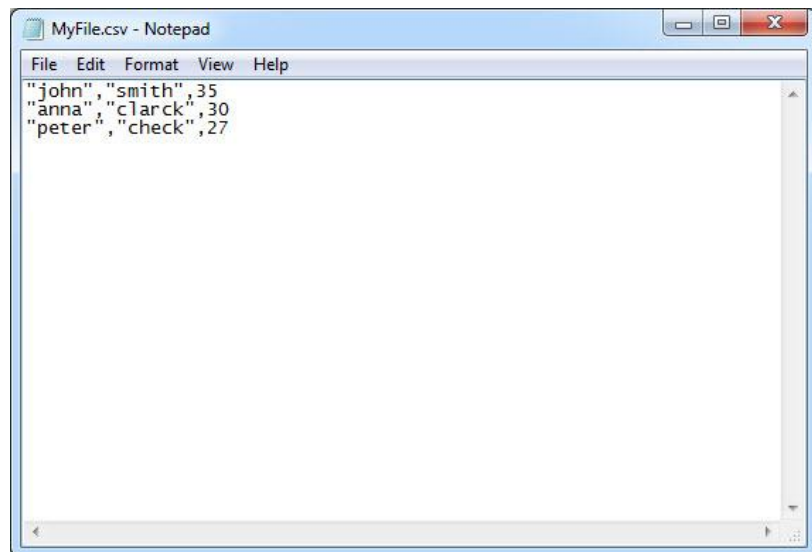 MyFile.csv - Notepad
File Edit Format View Help
"john","smith",35
"anna","clarck",30
"peter","check",27